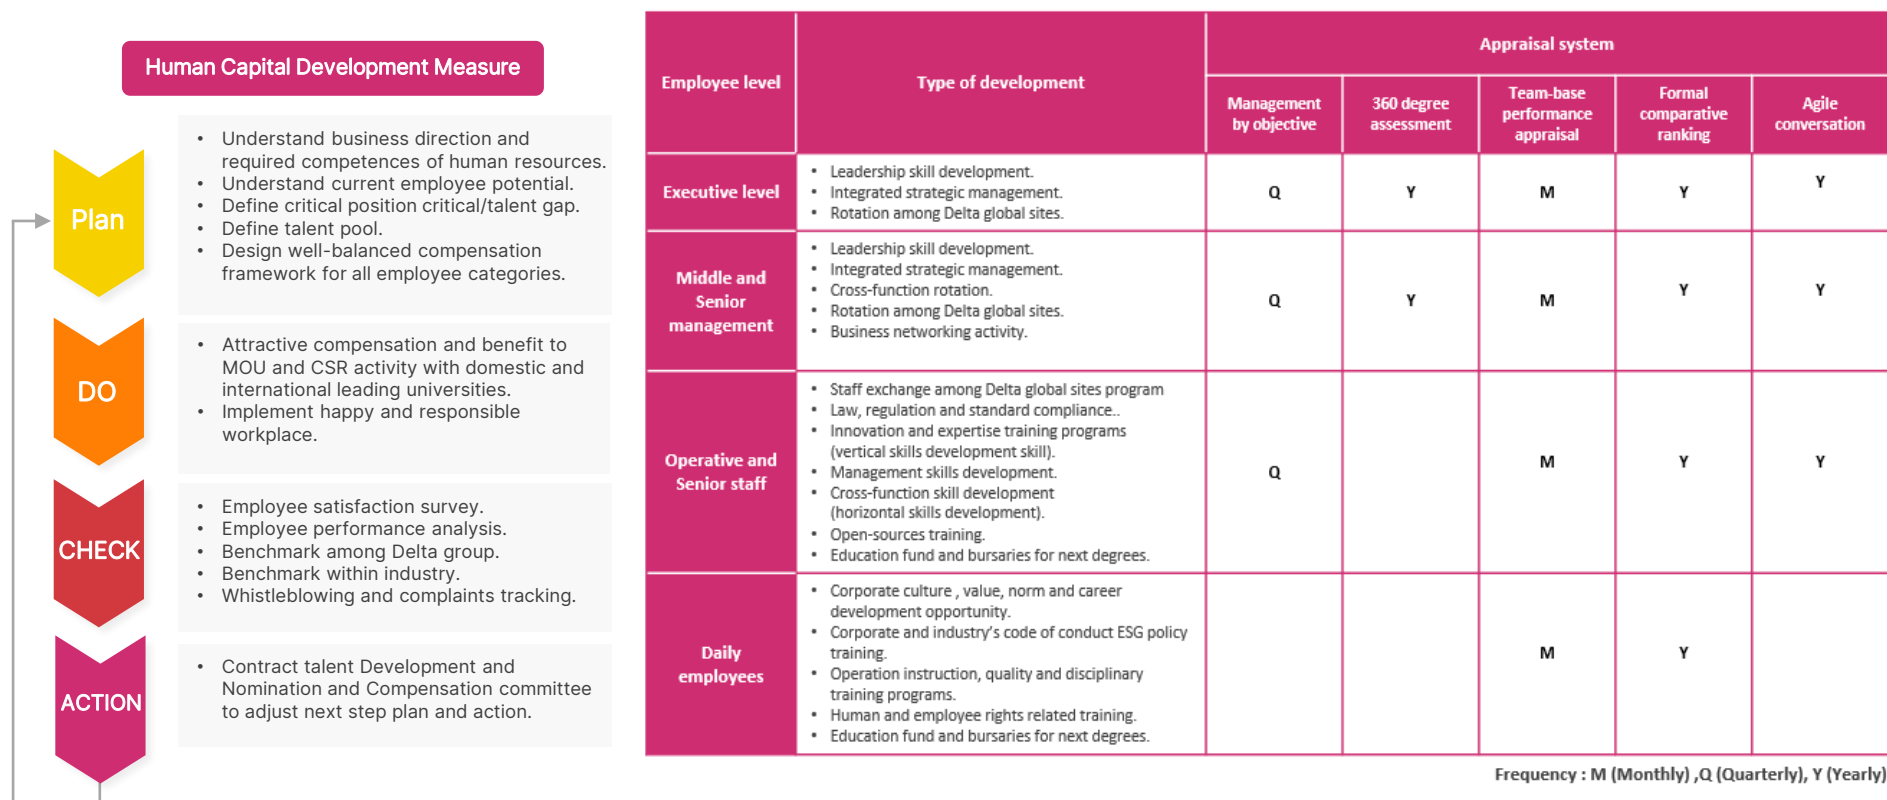 Human Capital Development Measure
Plan
• Understand business direction and
required competences of human resources.
• Understand current employee potential.
• Define critical position critical/talent gap.
• Define talent pool.
• Design well-balanced compensation
framework for all employee categories.
DO
• Attractive compensation and benefit to
MOU and CSR activity with domestic and
international leading universities.
• Implement happy and responsible
workplace.
CHECK
• Employee satisfaction survey.
• Employee performance analysis.
• Benchmark among Delta group.
• Benchmark within industry.
• Whistleblowing and complaints tracking.
ACTION
• Contract talent Development and
Nomination and Compensation committee
to adjust next step plan and action.
Employee level
Type of development
Appraisal system
Management
by objective
360 degree
assessment
Team-base
performance
appraisal
Formal
comparative
ranking
Agile
conversation
Executive level
• Leadership skill development.
• Integrated strategic management.
• Rotation among Delta global sites.
Q Y M Y Y
Middle and
Senior
management
• Leadership skill development.
• Integrated strategic management.
• Cross-function rotation.
• Rotation among Delta global sites.
• Business networking activity.
Q Y M Y Y
Operative and
Senior staff
• Staff exchange among Delta global sites program
• Law, regulation and standard compliance..
• Innovation and expertise training programs
(vertical skills development skill).
• Management skills development.
• Cross-function skill development
(horizontal skills development).
• Open-sources training.
• Education fund and bursaries for next degrees.
Q M Y Y
Daily
employees
• Corporate culture , value, norm and career
development opportunity.
• Corporate and industry's code of conduct ESG policy
training.
• Operation instruction, quality and disciplinary
training programs.
• Human and employee rights related training.
• Education fund and bursaries for next degrees.
M Y
Frequency : M (Monthly) ,Q (Quarterly), Y (Yearly)